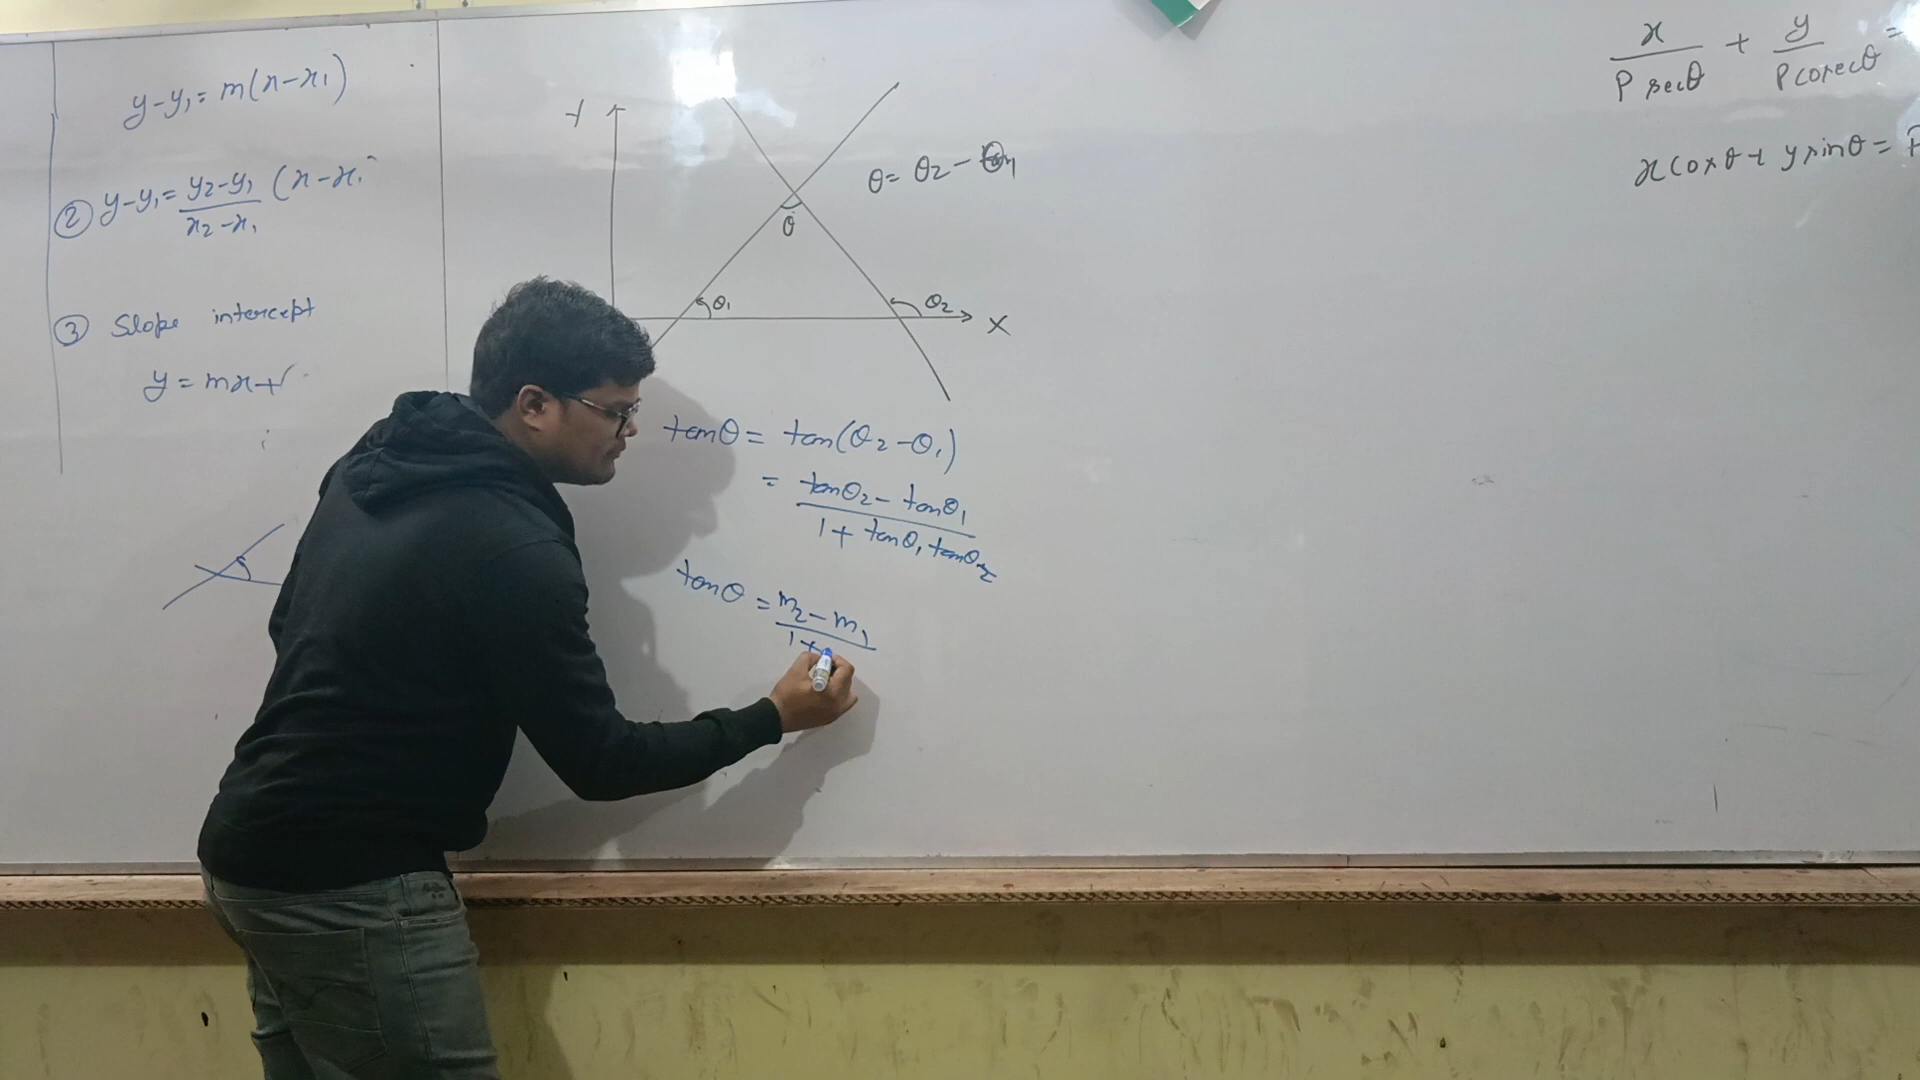 y-y₁= m(x-x₁)
② y-y₁= y₂-y₁ / x₂-x₁ (x-x₁
③ Slope intercept
y = mx+
Y
θ= θ₂ - θ₁
θ
θ₁
θ₂
X
tanθ = tan(θ₂-θ₁)
= tanθ₂- tanθ₁ / 1+ tanθ₁ tanθ₂
tanθ = m₂-m₁ / 1+
x / P secθ + y / P cosecθ =
x cosθ + y sinθ = P